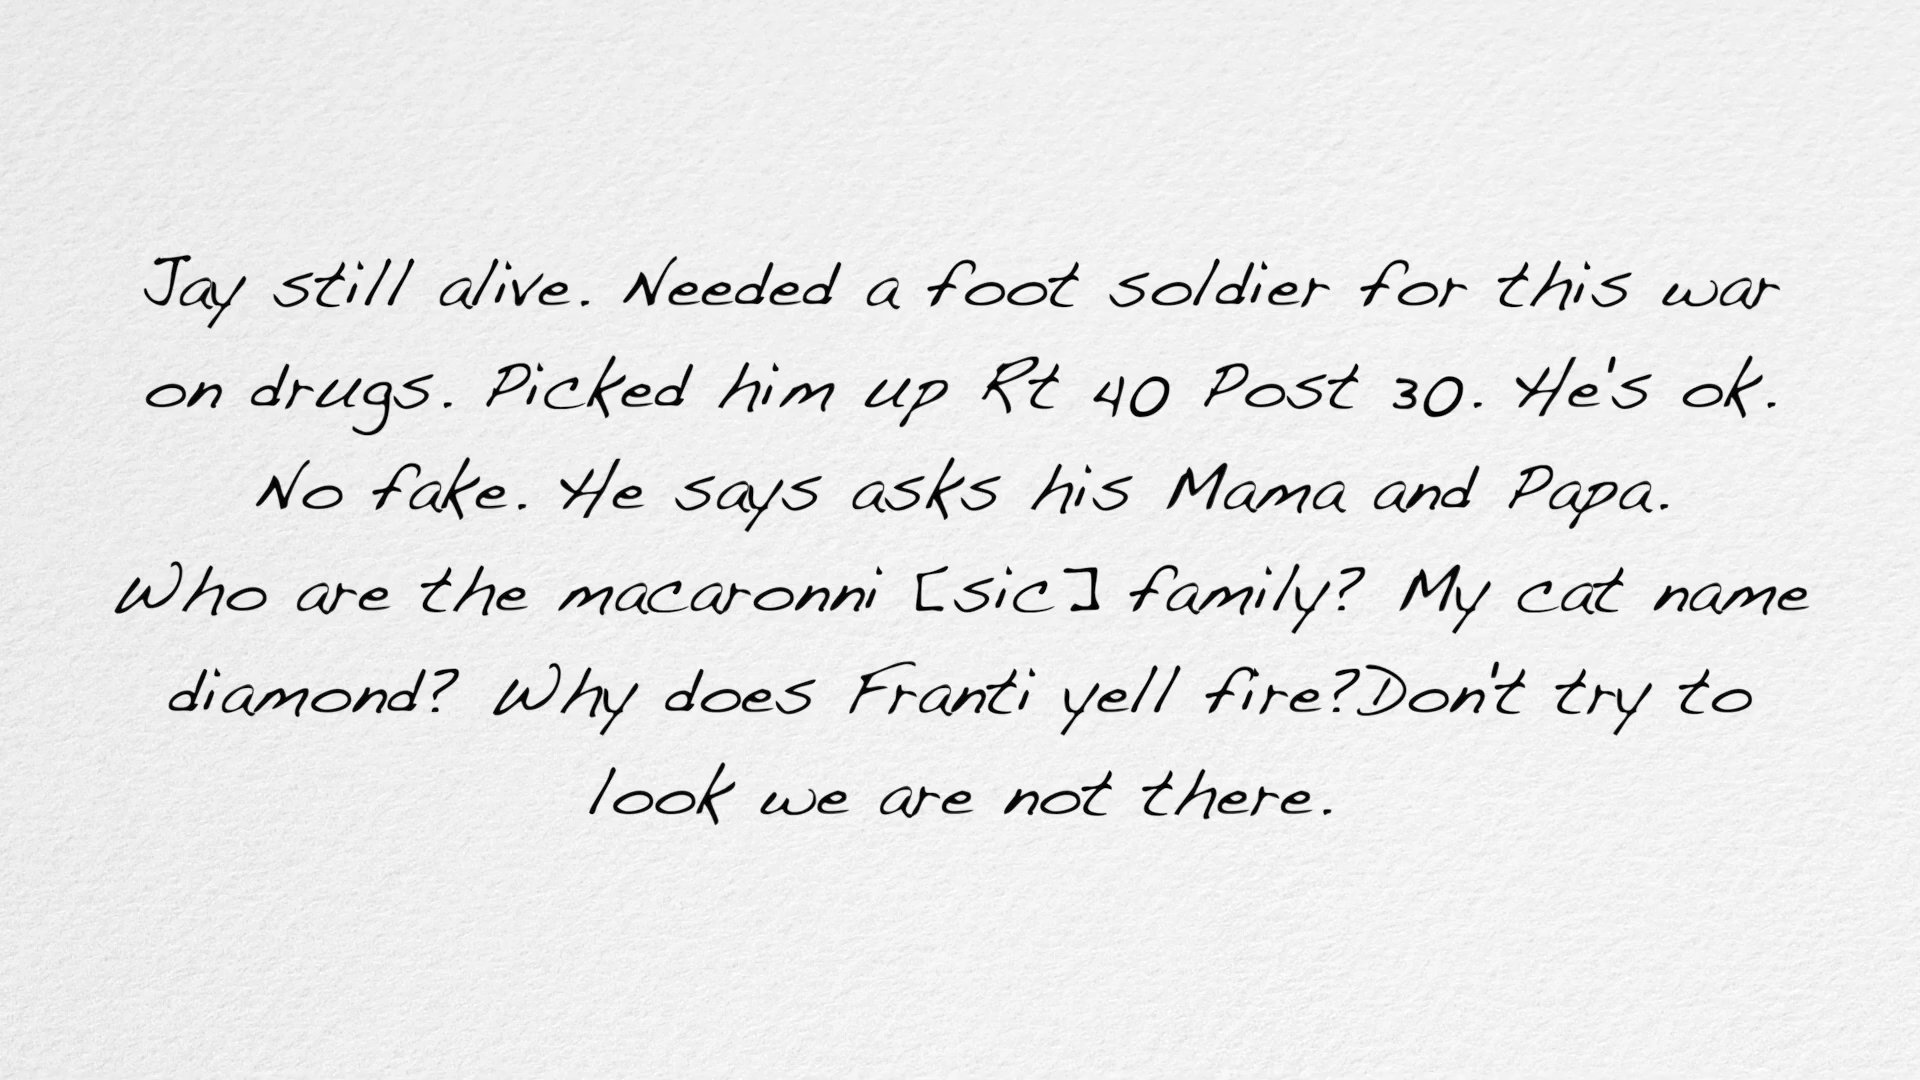 Jay still alive. Needed a foot soldier for this war
on drugs. Picked him up Rt 40 Post 30. He's ok.
No fake. He says asks his Mama and Papa.
Who are the macaronni [sic] family? My cat name
diamond? Why does Franti yell fire?Don't try to
look we are not there.